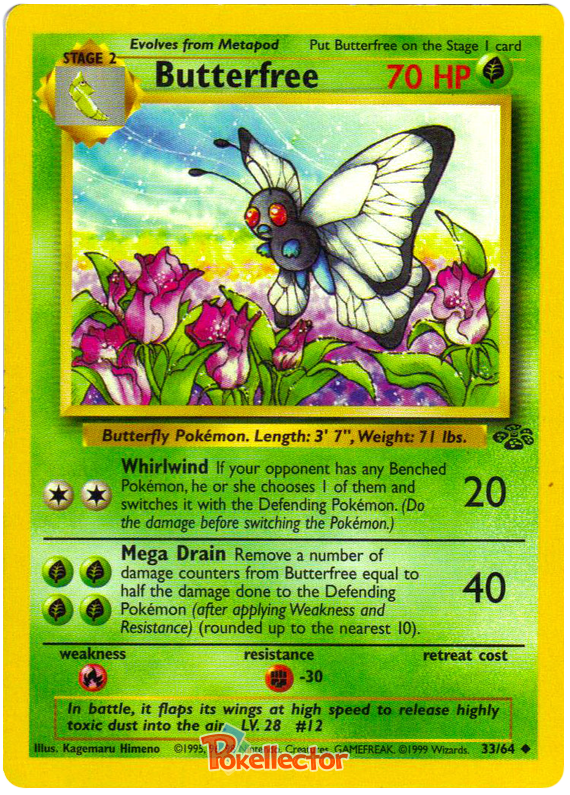 Evolves from Metapod Put Butterfree on the Stage 1 card
STAGE 2
Butterfree 70 HP
Butterfly Pokémon. Length: 3' 7", Weight: 71 lbs.
Whirlwind If your opponent has any Benched
Pokémon, he or she chooses 1 of them and
switches it with the Defending Pokémon. (Do
the damage before switching the Pokémon.)
20
Mega Drain Remove a number of
damage counters from Butterfree equal to
half the damage done to the Defending
Pokémon (after applying Weakness and
Resistance) (rounded up to the nearest 10).
40
weakness resistance retreat cost
-30
In battle, it flaps its wings at high speed to release highly
toxic dust into the air. LV. 28 #12
Illus. Kagemaru Himeno ©1995, Nintendo, Creatures, GAMEFREAK. ©1999 Wizards. 33/64
Pokellector